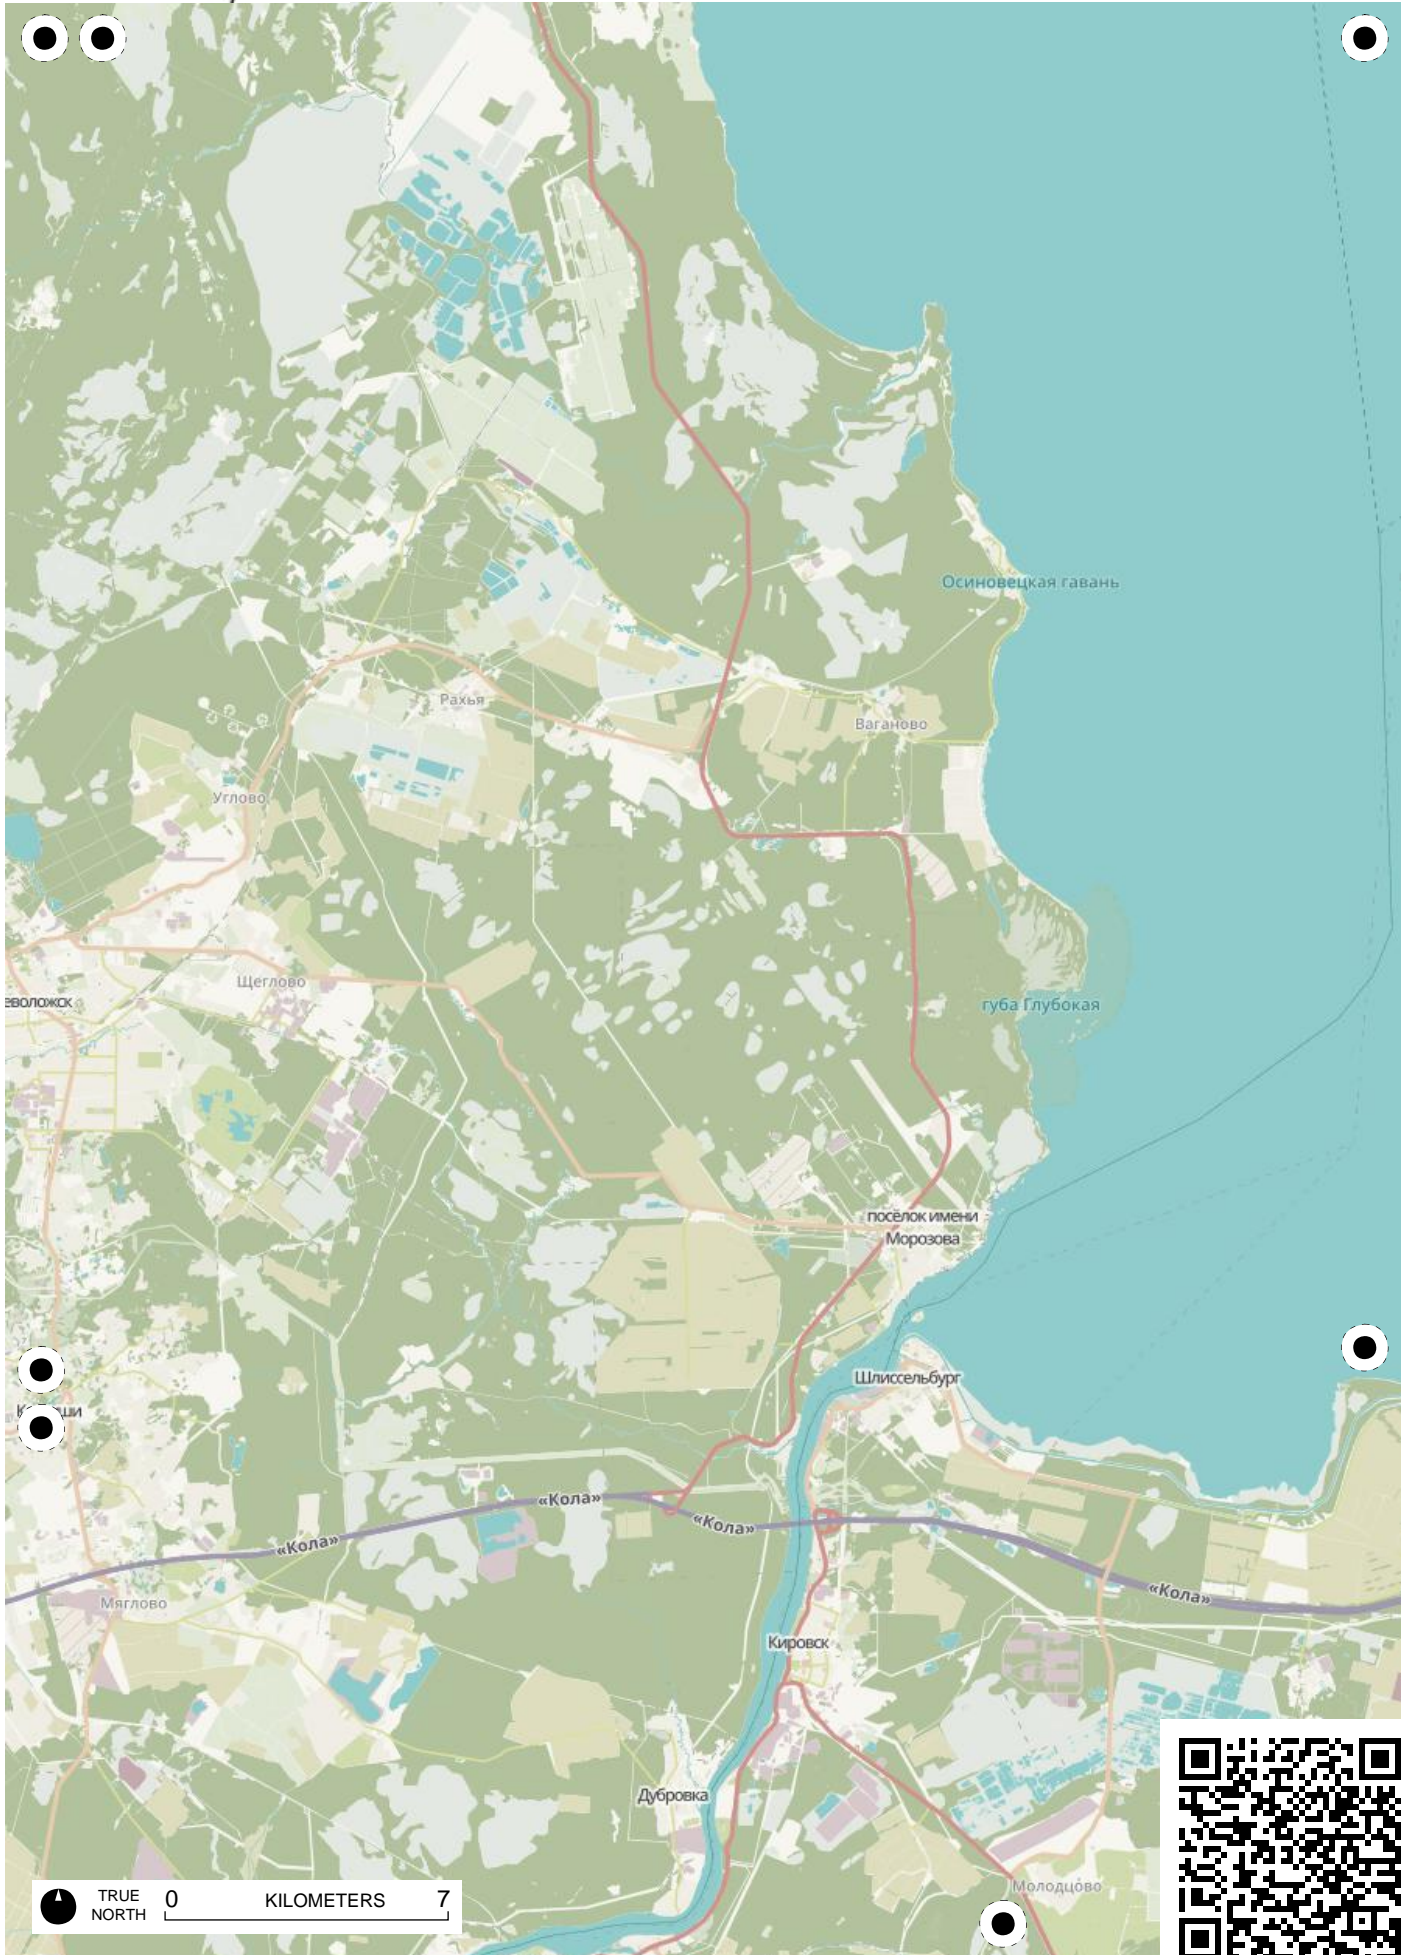 Осиновецкая гавань
Рахья
Ваганово
Углово
Щеглово
еволожск
губа Глубокая
посёлок имени
Морозова
Шлиссельбург
«Кола»
«Кола»
«Кола»
«Кола»
Мяглово
Кировск
Дубровка
Молодцово
TRUE
NORTH
0 KILOMETERS 7